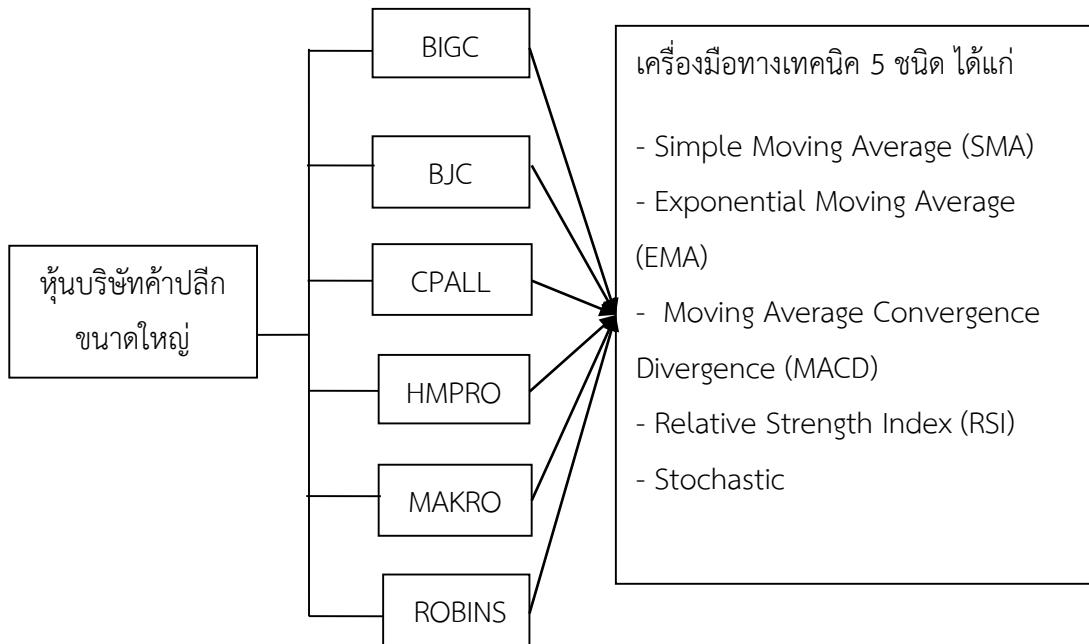 หุ้นบริษัทค้าปลีก
ขนาดใหญ่
BIGC
BJC
CPALL
HMPRO
MAKRO
ROBINS
เครื่องมือทางเทคนิค 5 ชนิด ได้แก่
- Simple Moving Average (SMA)
- Exponential Moving Average
(EMA)
- Moving Average Convergence
Divergence (MACD)
- Relative Strength Index (RSI)
- Stochastic